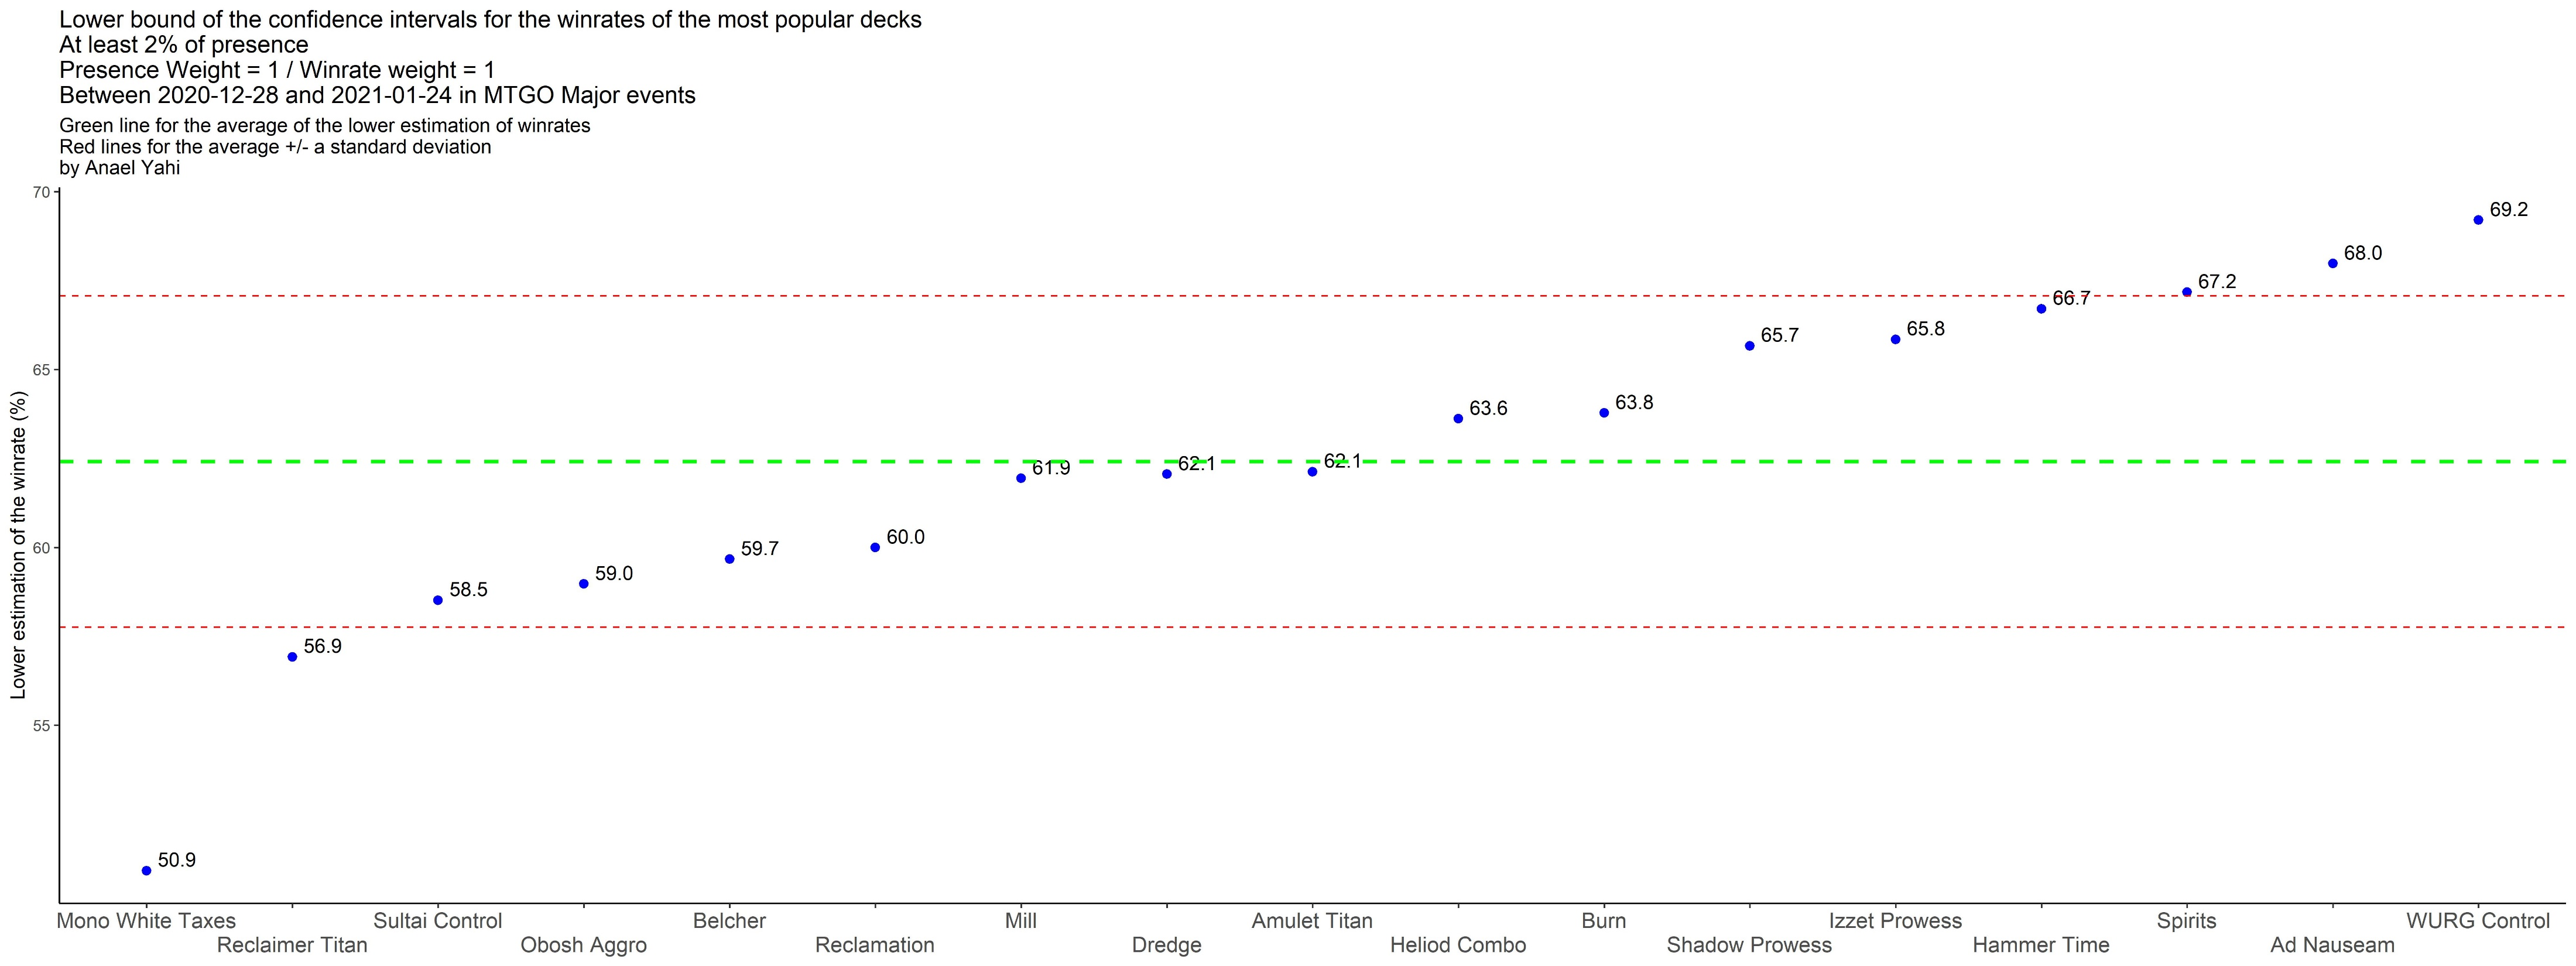 Lower bound of the confidence intervals for the winrates of the most popular decks
At least 2% of presence
Presence Weight = 1 / Winrate weight = 1
Between 2020-12-28 and 2021-01-24 in MTGO Major events
Green line for the average of the lower estimation of winrates
Red lines for the average +/- a standard deviation
by Anael Yahi
Lower estimation of the winrate (%)
70
65
60
55
50.9
56.9
58.5
59.0
59.7
60.0
61.9
62.1
62.1
63.6
63.8
65.7
65.8
66.7
67.2
68.0
69.2
Mono White Taxes
Reclaimer Titan
Sultai Control
Obosh Aggro
Belcher
Reclamation
Mill
Dredge
Amulet Titan
Heliod Combo
Burn
Shadow Prowess
Izzet Prowess
Hammer Time
Spirits
Ad Nauseam
WURG Control